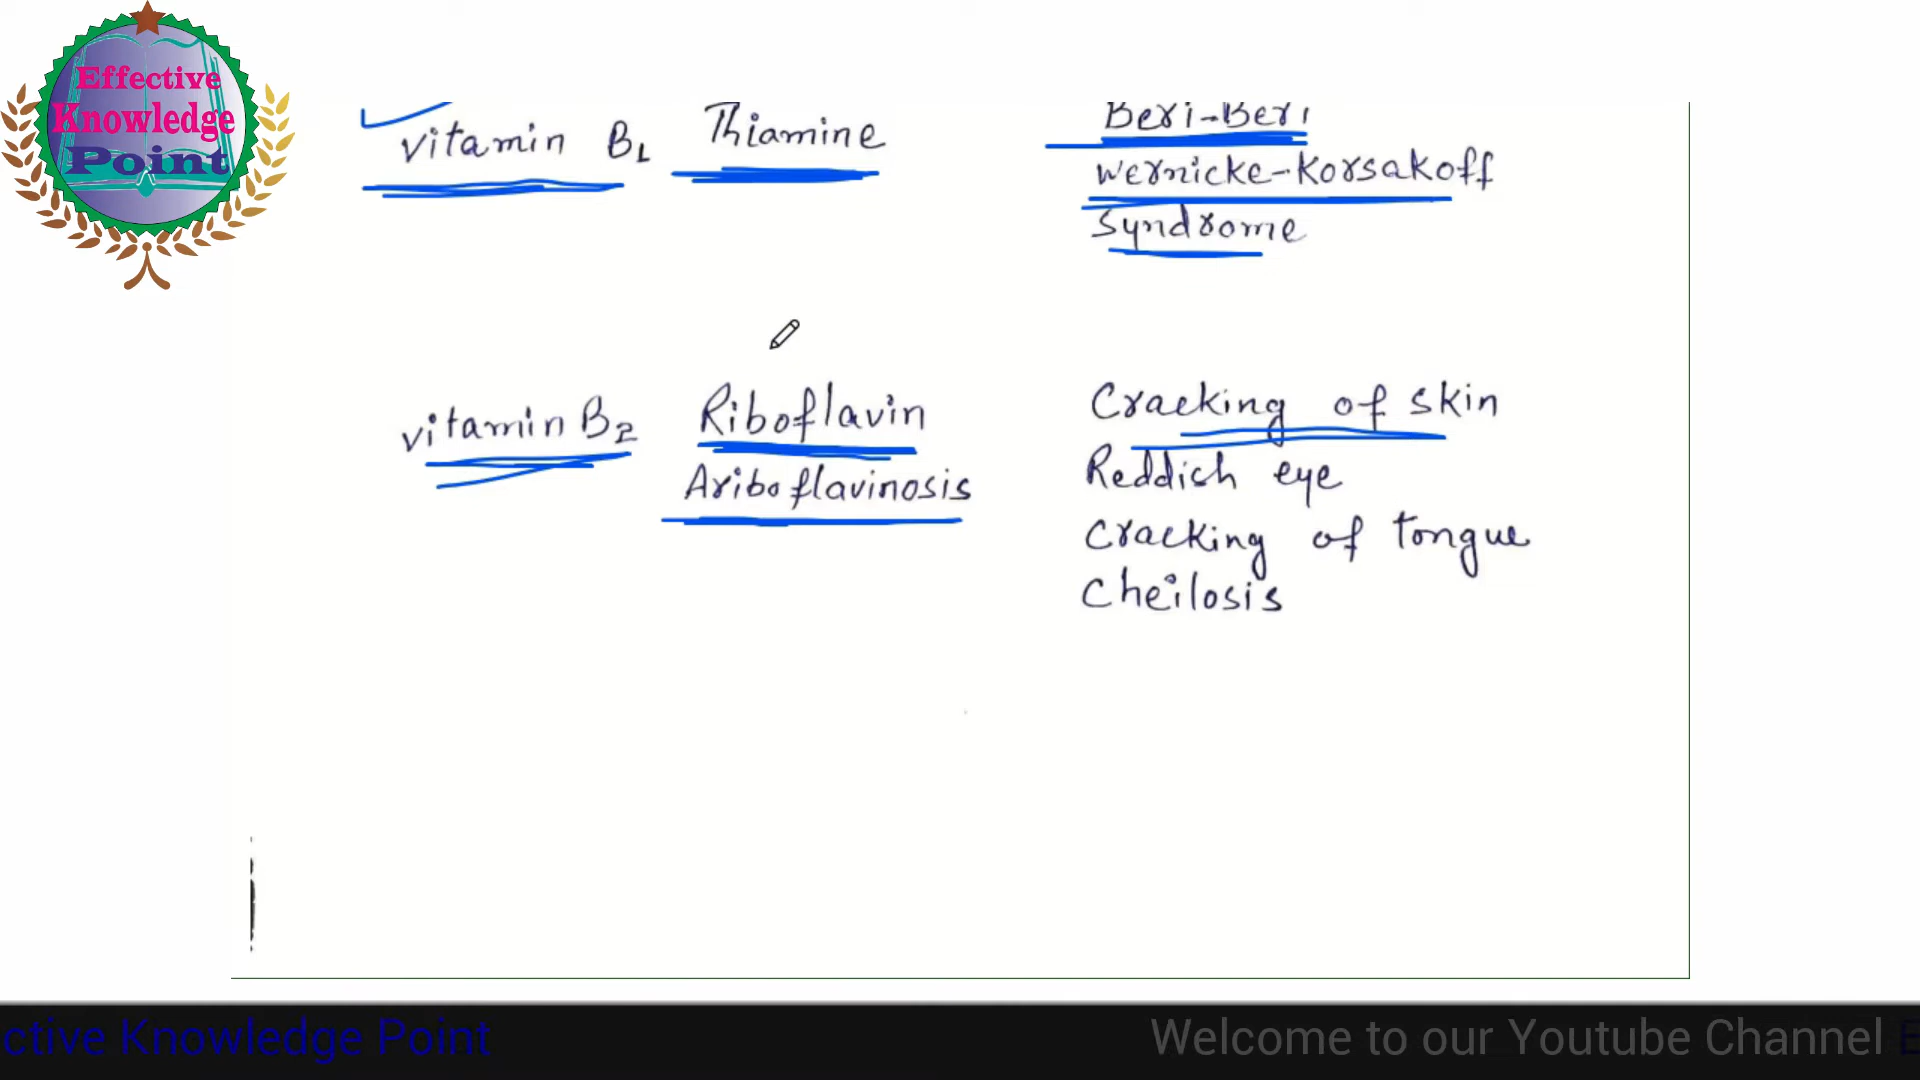 Effective
Knowledge
Point
vitamin B1 Thiamine Beri-Beri
Wernicke-Korsakoff
Syndrome
vitamin B2 Riboflavin Cracking of skin
Ariboflavinosis Reddish eye
Cracking of tongue
Cheilosis
ctive Knowledge Point Welcome to our Youtube Channel E